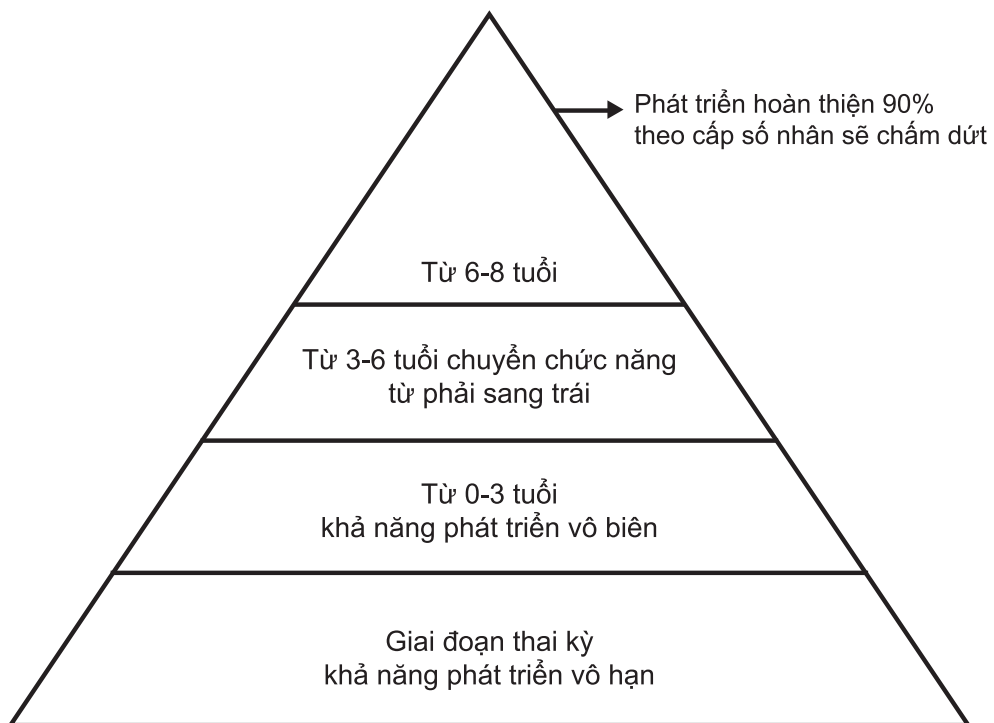 Phát triển hoàn thiện 90%
theo cấp số nhân sẽ chấm dứt
Từ 6-8 tuổi
Từ 3-6 tuổi chuyển chức năng
từ phải sang trái
Từ 0-3 tuổi
khả năng phát triển vô biên
Giai đoạn thai kỳ
khả năng phát triển vô hạn